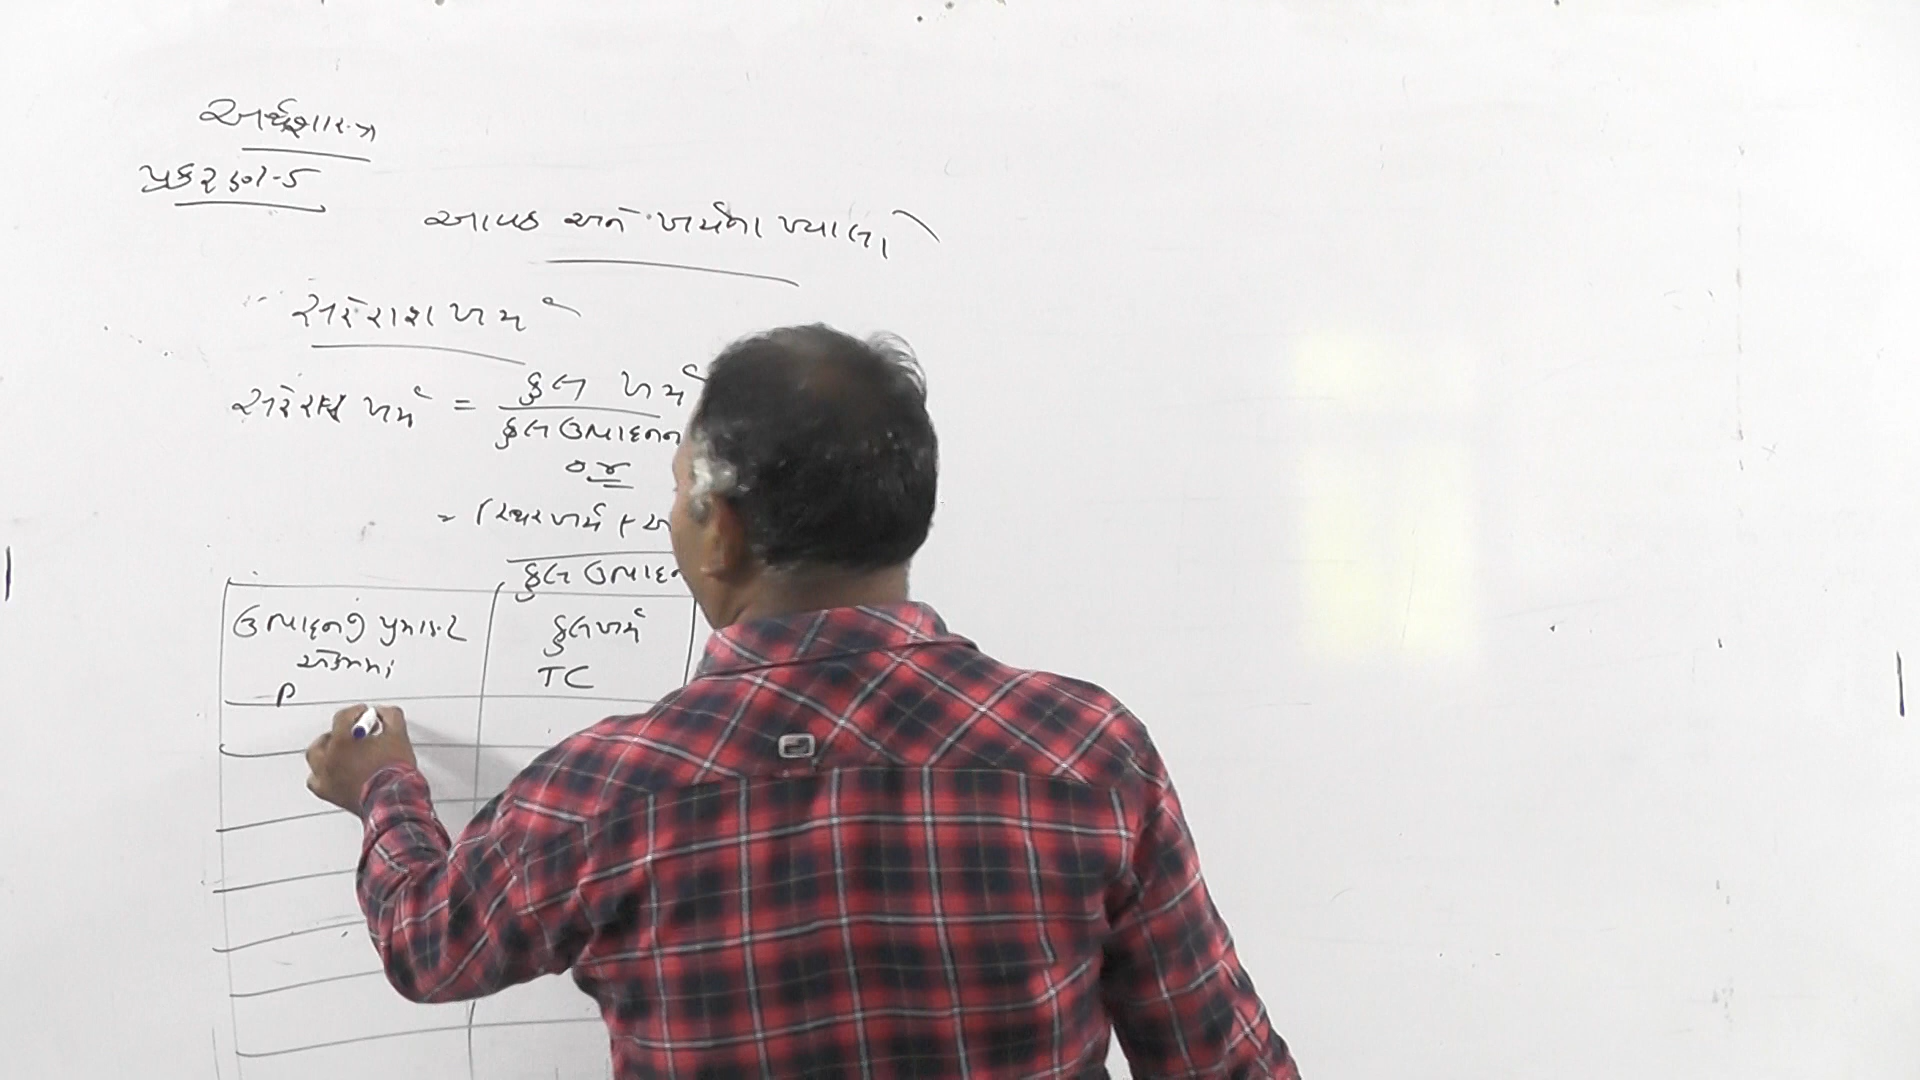 અર્થશાસ્ત્ર
પ્રકરણ-5
આવક અને ખર્ચના ખ્યાલો
સરેરાશ ખર્ચ
સરેરાશ ખર્ચ = કુલ ખર્ચ
કુલ ઉત્પાદન
or
= (સ્થિર ખર્ચ + અ
કુલ ઉત્પાદન
ઉત્પાદનનું પ્રમાણ
એકમમાં
P
કુલખર્ચ
TC